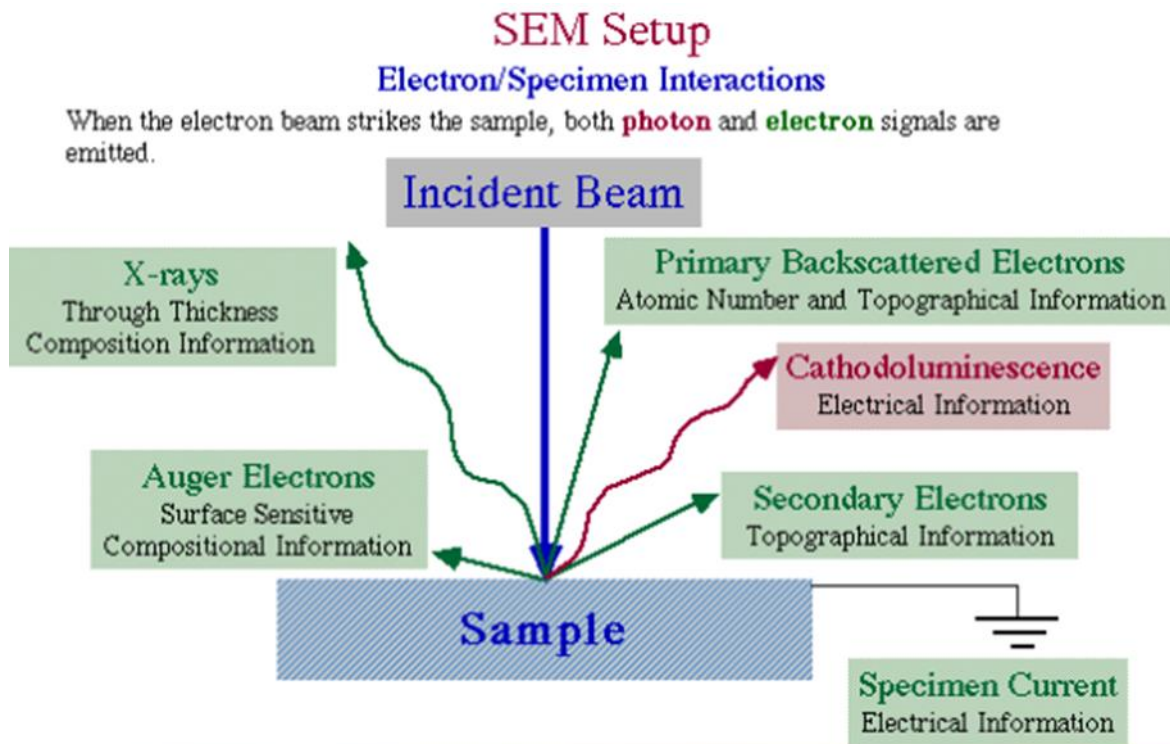 SEM Setup
Electron/Specimen Interactions
When the electron beam strikes the sample, both photon and electron signals are
emitted.
Incident Beam
X-rays
Through Thickness
Composition Information
Primary Backscattered Electrons
Atomic Number and Topographical Information
Cathodoluminescence
Electrical Information
Auger Electrons
Surface Sensitive
Compositional Information
Secondary Electrons
Topographical Information
Sample
Specimen Current
Electrical Information